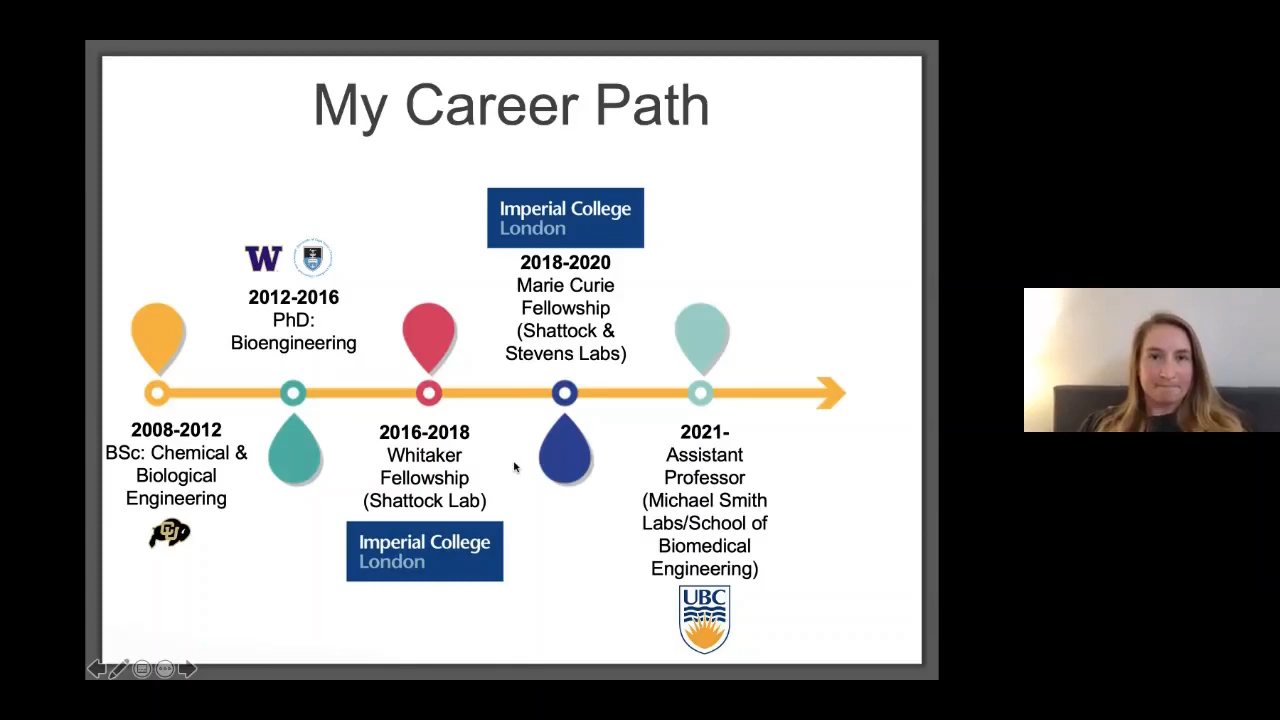 My Career Path
Imperial College
London
2018-2020
Marie Curie
Fellowship
(Shattock &
Stevens Labs)
W
2012-2016
PhD:
Bioengineering
2008-2012
BSc: Chemical &
Biological
Engineering
CU
2016-2018
Whitaker
Fellowship
(Shattock Lab)
Imperial College
London
2021-
Assistant
Professor
(Michael Smith
Labs/School of
Biomedical
Engineering)
UBC